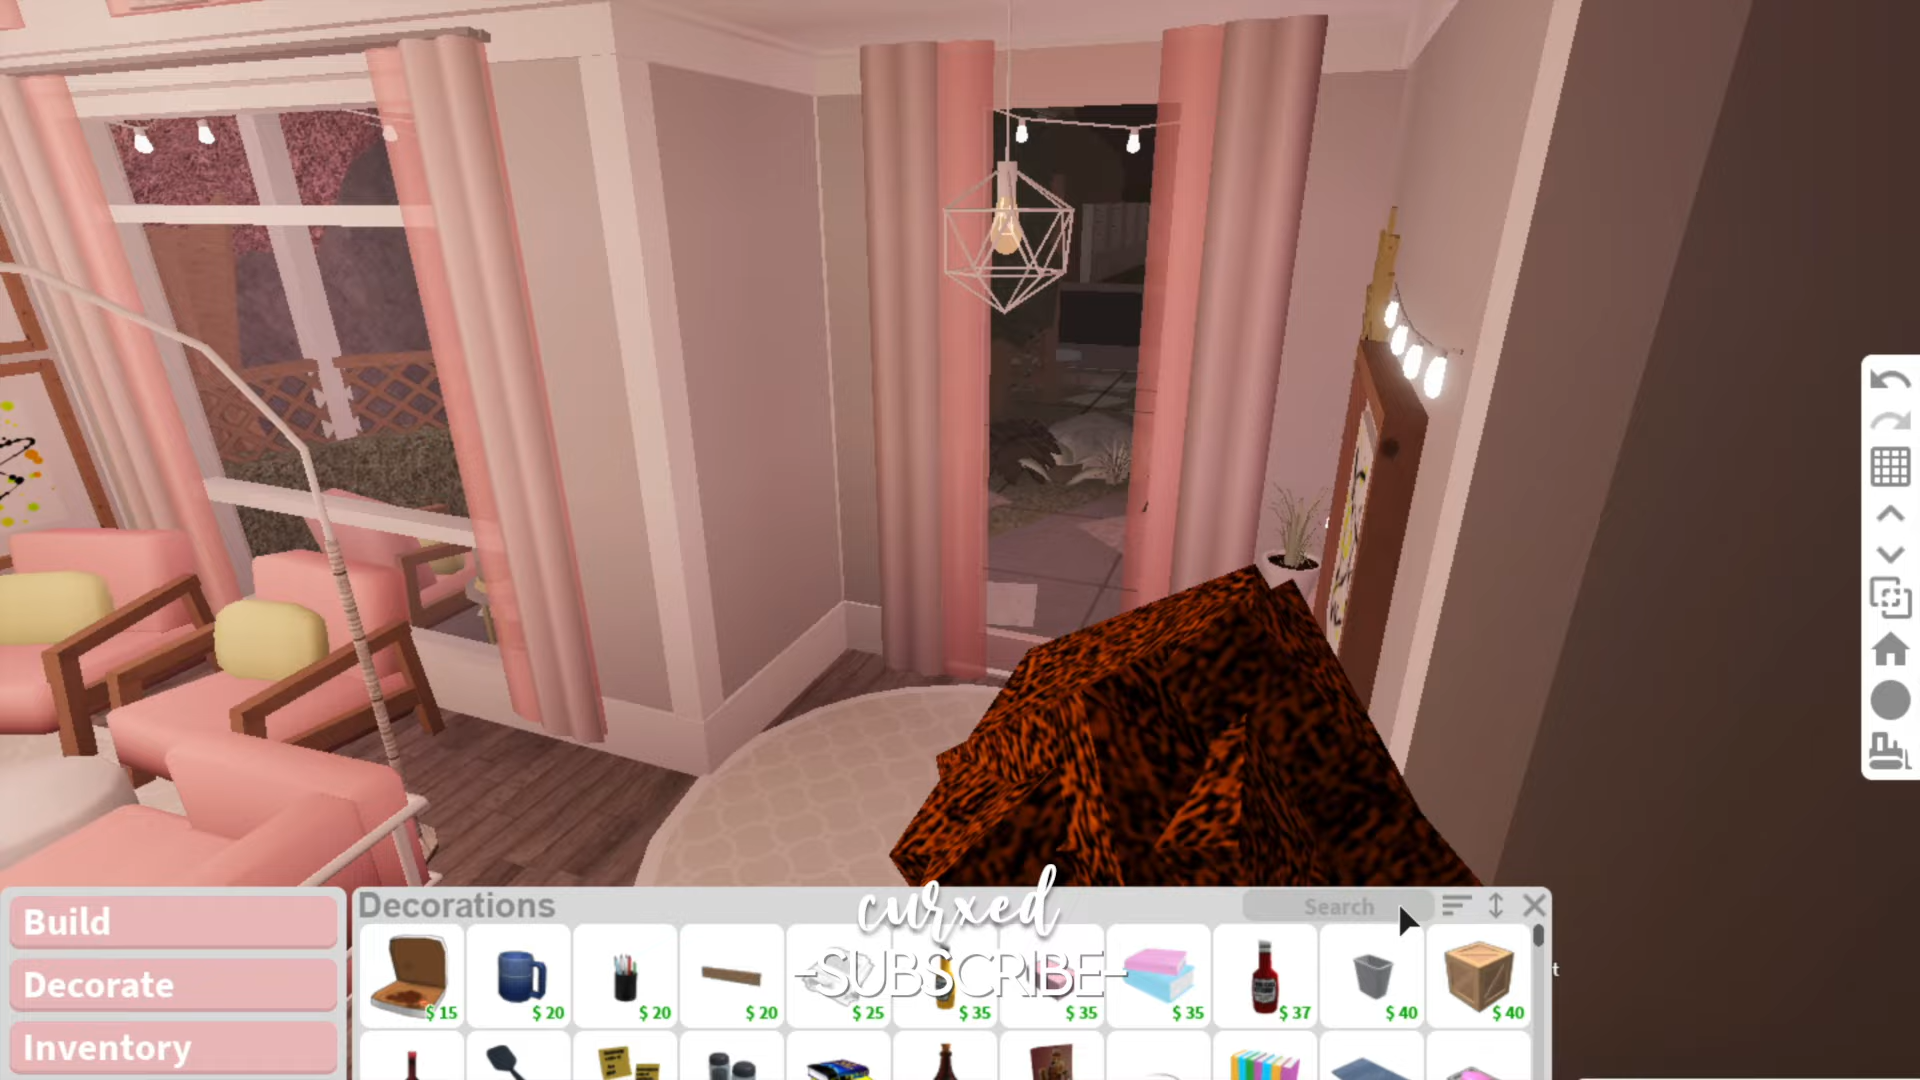 Build
Decorate
Inventory
Decorations
Search
curxed
-SUBSCRIBE-
$15
$20
$20
$20
$25
$35
$35
$35
$37
$40
$40
t